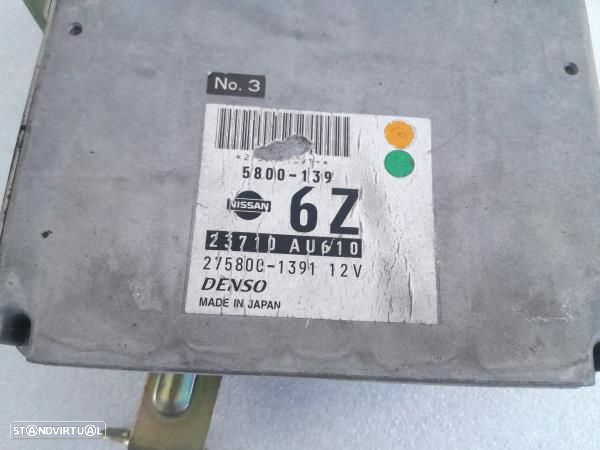 No. 3
5800-139
NISSAN
6Z
23710 AU610
275800-1391 12V
DENSO
MADE IN JAPAN
STANDVIRTUAL